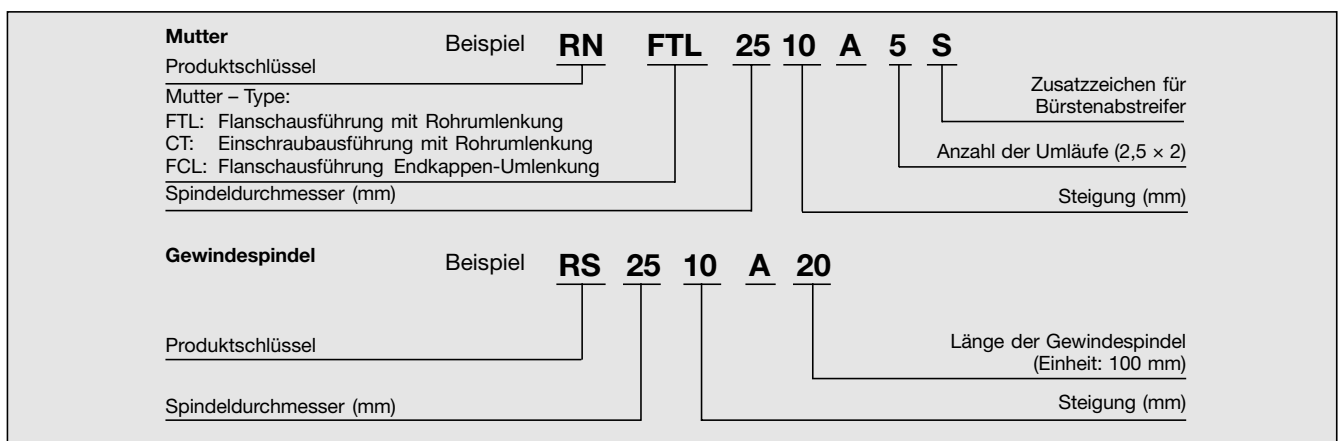 Mutter
Beispiel RN FTL 25 10 A 5 S
Produktschlüssel
Zusatzzeichen für
Bürstenabstreifer
Mutter – Type:
FTL: Flanschausführung mit Rohrumlenkung
CT: Einschraubausführung mit Rohrumlenkung
FCL: Flanschausführung Endkappen-Umlenkung
Anzahl der Umläufe (2,5 × 2)
Spindeldurchmesser (mm)
Steigung (mm)
Gewindespindel
Beispiel RS 25 10 A 20
Produktschlüssel
Länge der Gewindespindel
(Einheit: 100 mm)
Spindeldurchmesser (mm)
Steigung (mm)